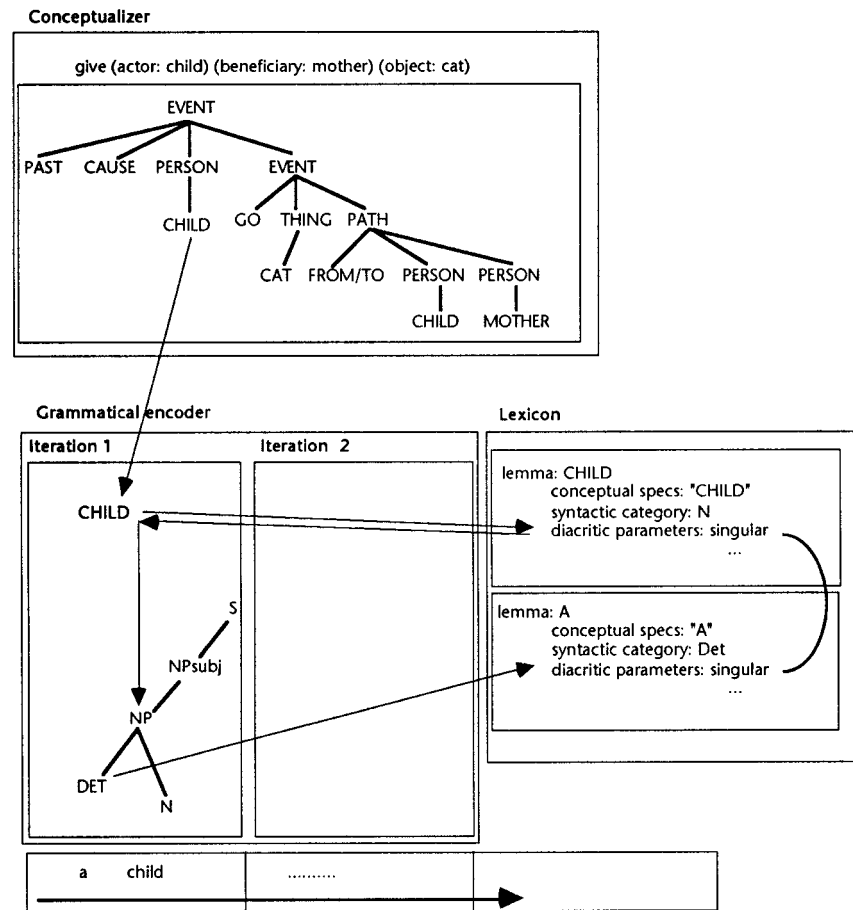 Conceptualizer
give (actor: child) (beneficiary: mother) (object: cat)
EVENT
PAST CAUSE PERSON EVENT
CHILD GO THING PATH
CAT FROM/TO PERSON PERSON
CHILD MOTHER
Grammatical encoder
Iteration 1 Iteration 2
CHILD
S
NPsubj
NP
DET
N
Lexicon
lemma: CHILD
conceptual specs: "CHILD"
syntactic category: N
diacritic parameters: singular
...
lemma: A
conceptual specs: "A"
syntactic category: Det
diacritic parameters: singular
...
a child ..........